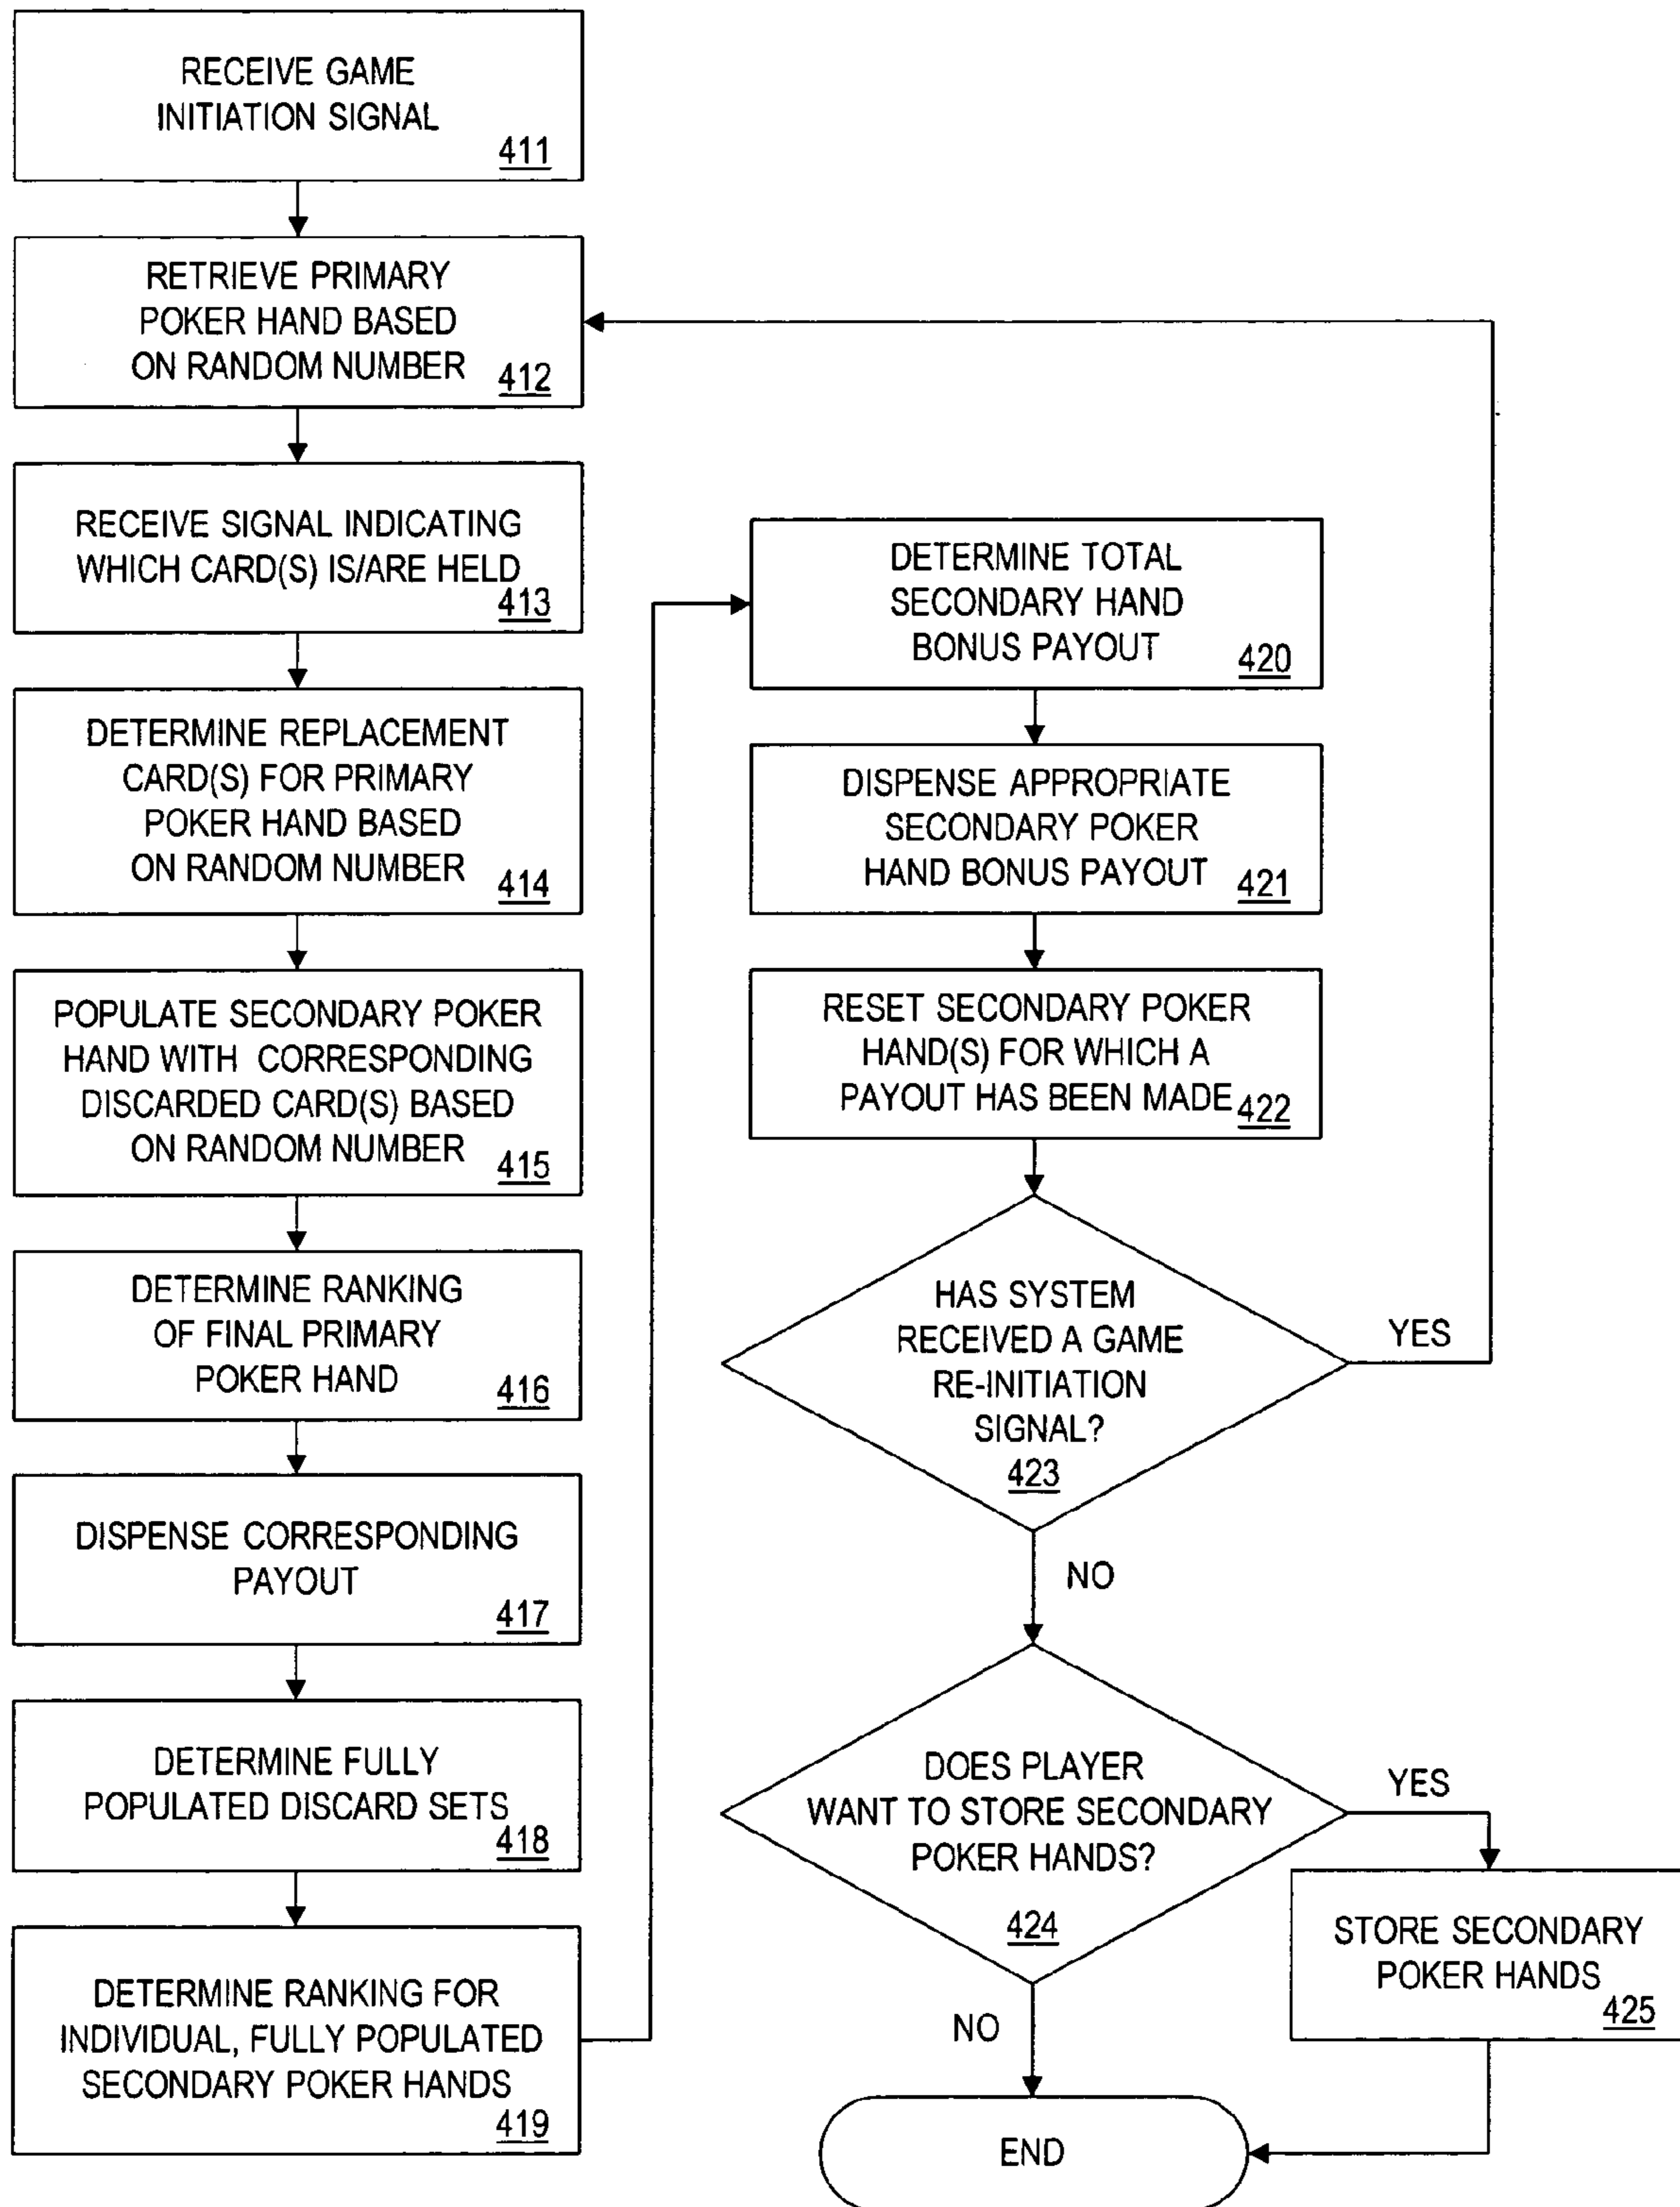 RECEIVE GAME
INITIATION SIGNAL
411
RETRIEVE PRIMARY
POKER HAND BASED
ON RANDOM NUMBER
412
RECEIVE SIGNAL INDICATING
WHICH CARD(S) IS/ARE HELD
413
DETERMINE REPLACEMENT
CARD(S) FOR PRIMARY
POKER HAND BASED
ON RANDOM NUMBER
414
POPULATE SECONDARY POKER
HAND WITH CORRESPONDING
DISCARDED CARD(S) BASED
ON RANDOM NUMBER
415
DETERMINE RANKING
OF FINAL PRIMARY
POKER HAND
416
DISPENSE CORRESPONDING
PAYOUT
417
DETERMINE FULLY
POPULATED DISCARD SETS
418
DETERMINE RANKING FOR
INDIVIDUAL, FULLY POPULATED
SECONDARY POKER HANDS
419
DETERMINE TOTAL
SECONDARY HAND
BONUS PAYOUT
420
DISPENSE APPROPRIATE
SECONDARY POKER
HAND BONUS PAYOUT
421
RESET SECONDARY POKER
HAND(S) FOR WHICH A
PAYOUT HAS BEEN MADE
422
HAS SYSTEM
RECEIVED A GAME
RE-INITIATION
SIGNAL?
423
YES
NO
DOES PLAYER
WANT TO STORE SECONDARY
POKER HANDS?
424
YES
NO
STORE SECONDARY
POKER HANDS
425
END